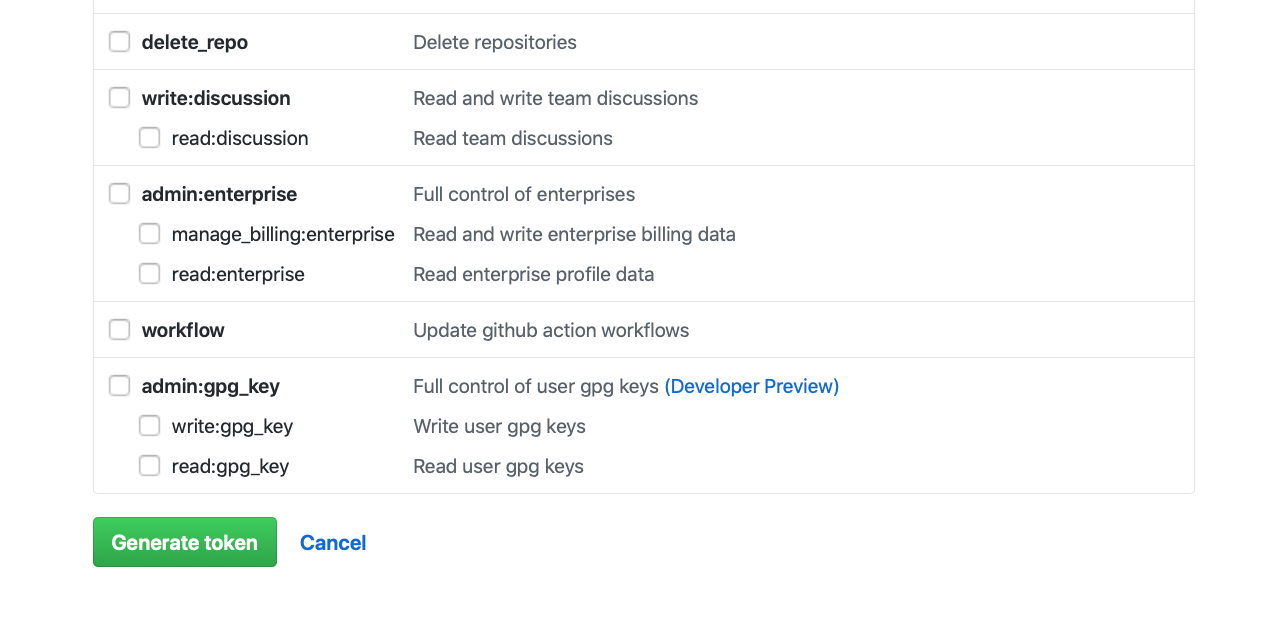 delete_repo Delete repositories
write:discussion Read and write team discussions
read:discussion Read team discussions
admin:enterprise Full control of enterprises
manage_billing:enterprise Read and write enterprise billing data
read:enterprise Read enterprise profile data
workflow Update github action workflows
admin:gpg_key Full control of user gpg keys (Developer Preview)
write:gpg_key Write user gpg keys
read:gpg_key Read user gpg keys
Generate token Cancel